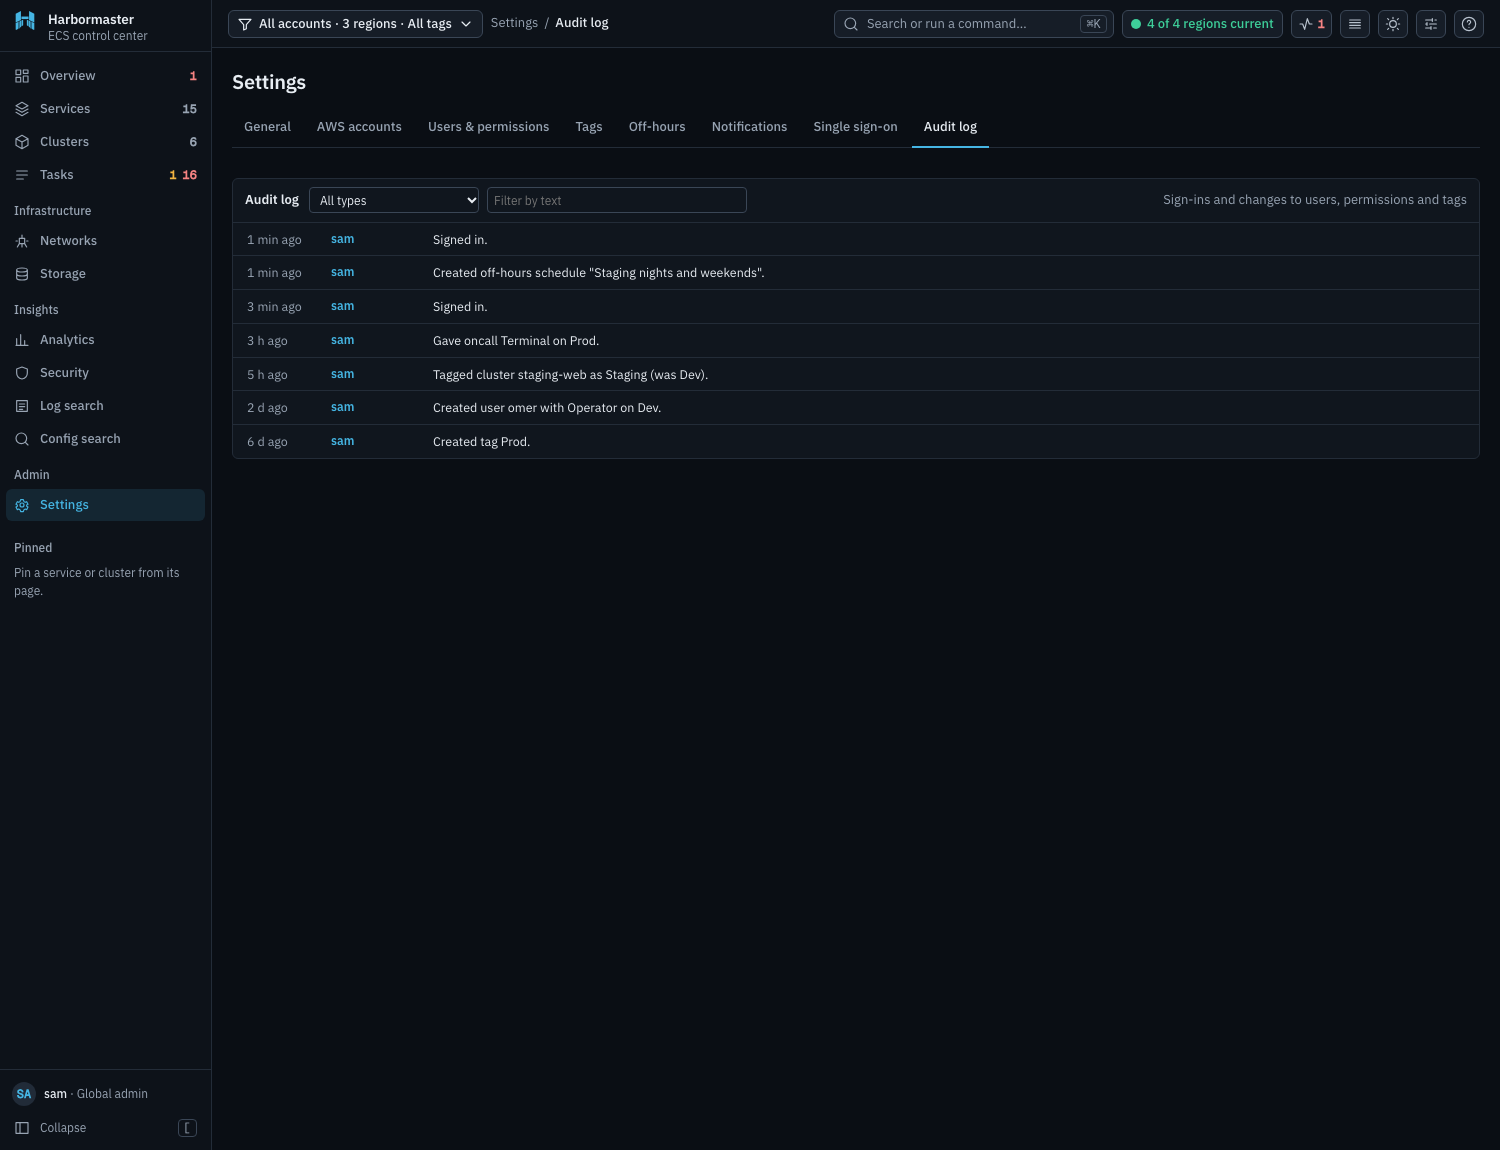 Harbormaster
ECS control center
All accounts · 3 regions · All tags
Settings / Audit log
Search or run a command...
⌘K
4 of 4 regions current
1
Overview 1
Services 15
Clusters 6
Tasks 1 16
Infrastructure
Networks
Storage
Insights
Analytics
Security
Log search
Config search
Admin
Settings
Pinned
Pin a service or cluster from its
page.
SA sam · Global admin
Collapse [
Settings
General AWS accounts Users & permissions Tags Off-hours Notifications Single sign-on Audit log
Audit log All types Filter by text Sign-ins and changes to users, permissions and tags
1 min ago sam Signed in.
1 min ago sam Created off-hours schedule "Staging nights and weekends".
3 min ago sam Signed in.
3 h ago sam Gave oncall Terminal on Prod.
5 h ago sam Tagged cluster staging-web as Staging (was Dev).
2 d ago sam Created user omer with Operator on Dev.
6 d ago sam Created tag Prod.